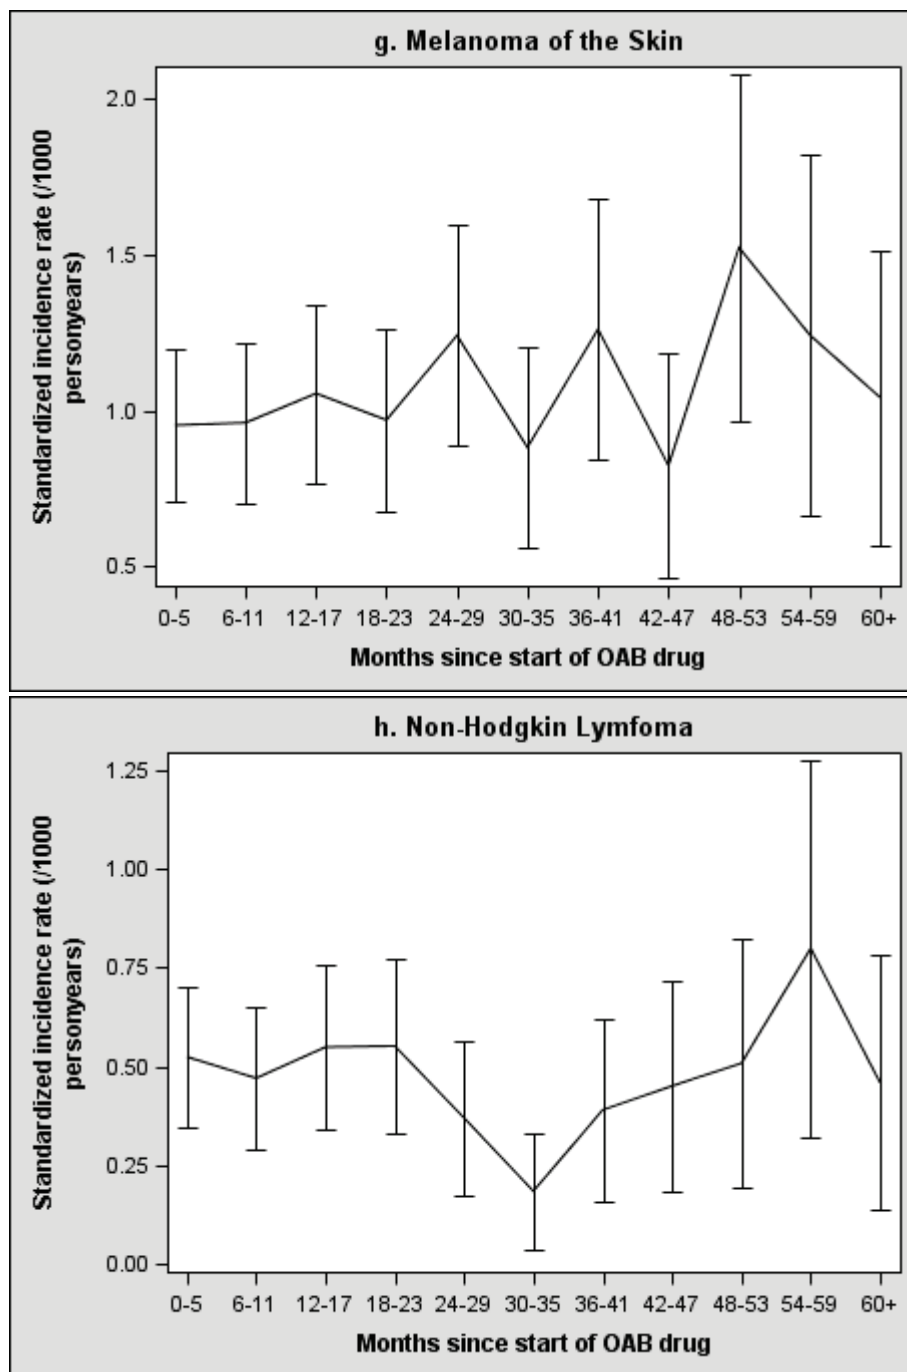 g. Melanoma of the Skin
Standardized incidence rate (/1000
personyears)
2.0
1.5
1.0
0.5
0-5 6-11 12-17 18-23 24-29 30-35 36-41 42-47 48-53 54-59 60+
Months since start of OAB drug
h. Non-Hodgkin Lymfoma
Standardized incidence rate (/1000
personyears)
1.25
1.00
0.75
0.50
0.25
0.00
0-5 6-11 12-17 18-23 24-29 30-35 36-41 42-47 48-53 54-59 60+
Months since start of OAB drug